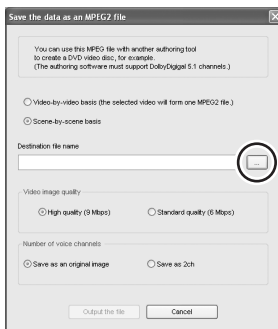 Save the data as an MPEG2 file
You can use this MPEG file with another authoring tool
to create a DVD video disc, for example.
(The authoring software must support DolbyDigigal 5.1 channels.)
Video-by-video basis (the selected video will form one MPEG2 file.)
Scene-by-scene basis
Destination file name
...
Video image quality
High quality (9 Mbps)
Standard quality (6 Mbps)
Number of voice channels
Save as an original image
Save as 2ch
Output the file
Cancel